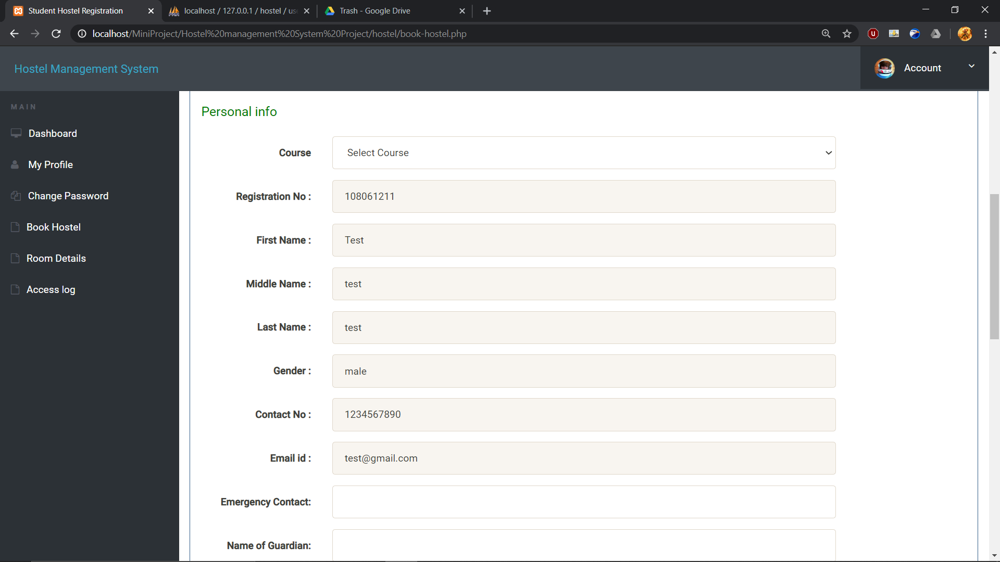 Student Hostel Registration
localhost / 127.0.0.1 / hostel / us
Trash - Google Drive
localhost/MiniProject/Hostel%20management%20System%20Project/hostel/book-hostel.php
Hostel Management System
Account
MAIN
Dashboard
My Profile
Change Password
Book Hostel
Room Details
Access log
Personal info
Course
Select Course
Registration No :
108061211
First Name :
Test
Middle Name :
test
Last Name :
test
Gender :
male
Contact No :
1234567890
Email id :
test@gmail.com
Emergency Contact:
Name of Guardian: